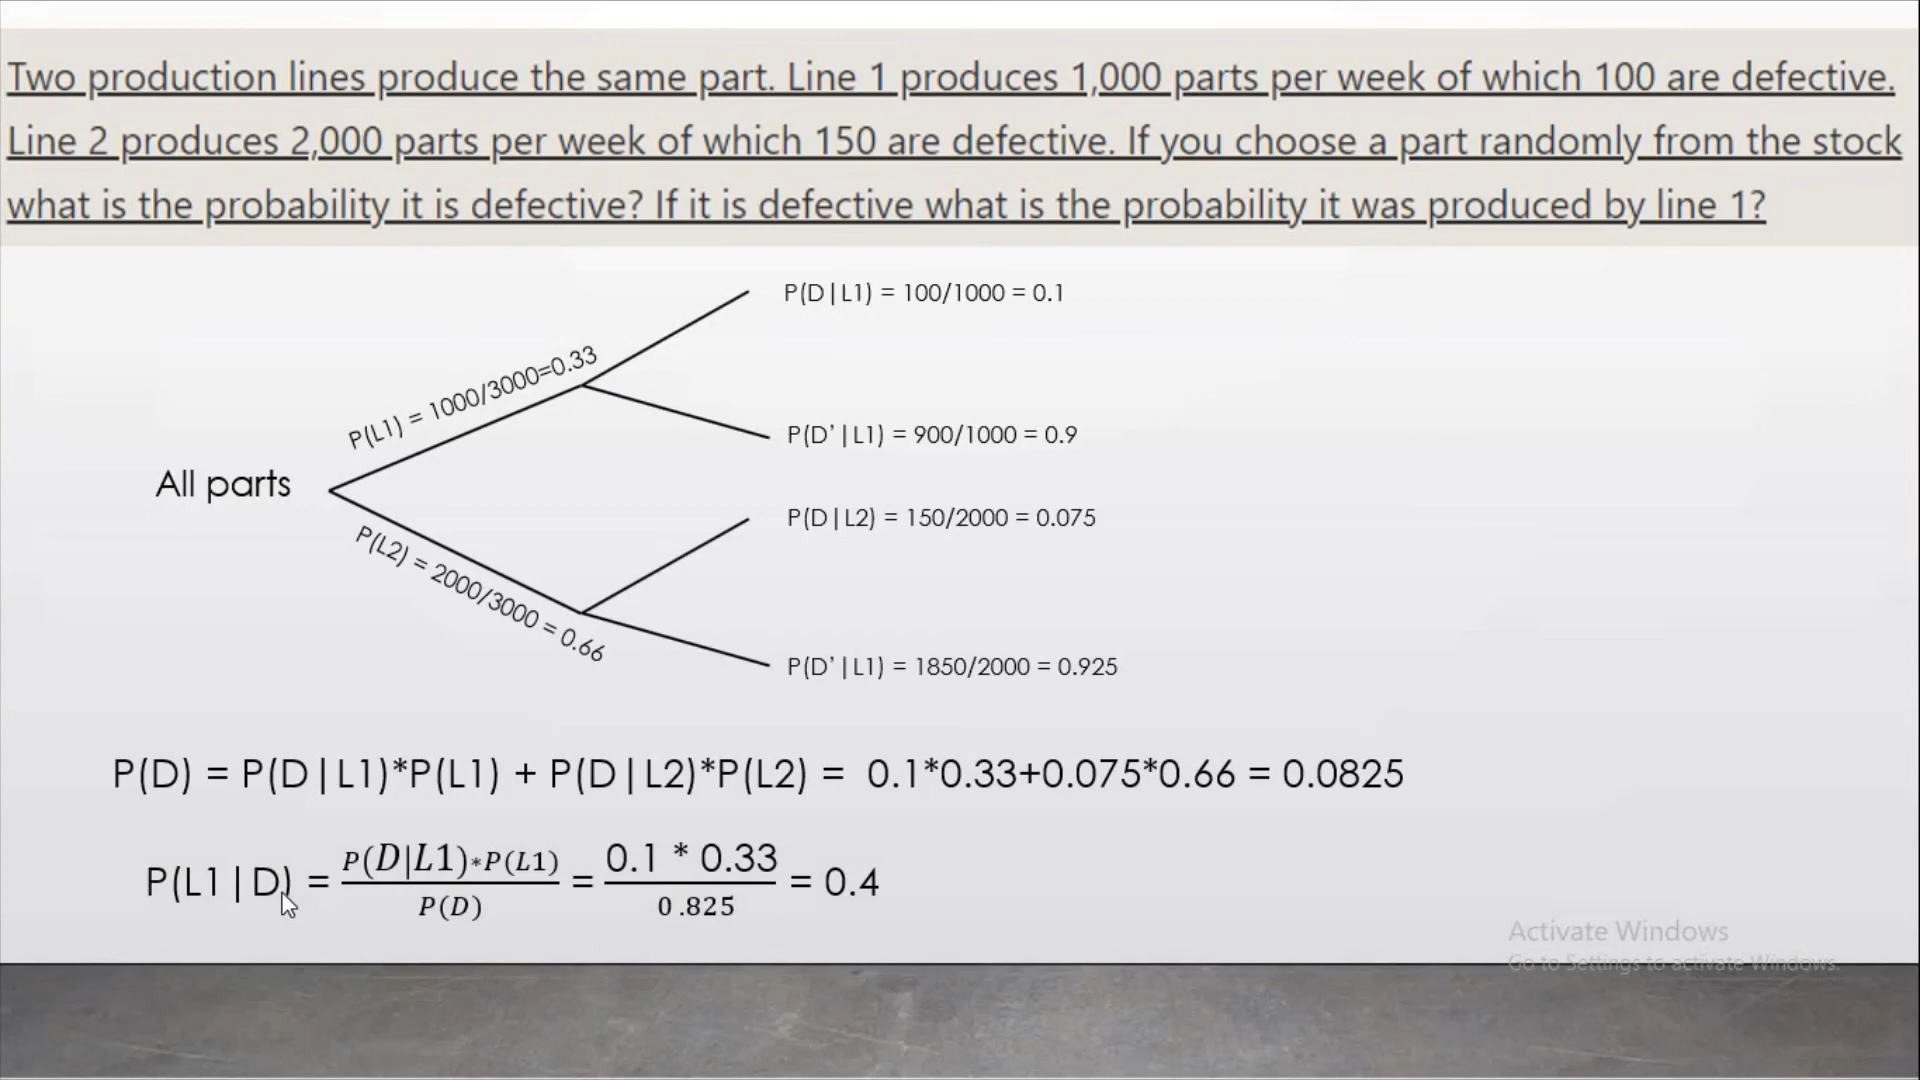 Two production lines produce the same part. Line 1 produces 1,000 parts per week of which 100 are defective.
Line 2 produces 2,000 parts per week of which 150 are defective. If you choose a part randomly from the stock
what is the probability it is defective? If it is defective what is the probability it was produced by line 1?
P(D|L1) = 100/1000 = 0.1
P(L1) = 1000/3000=0.33
P(D'|L1) = 900/1000 = 0.9
All parts
P(D|L2) = 150/2000 = 0.075
P(L2) = 2000/3000 = 0.66
P(D'|L1) = 1850/2000 = 0.925
P(D) = P(D|L1)*P(L1) + P(D|L2)*P(L2) = 0.1*0.33+0.075*0.66 = 0.0825
P(L1|D) = P(D|L1)*P(L1) / P(D) = 0.1 * 0.33 / 0.825 = 0.4
Activate Windows
Go to Settings to activate Windows.